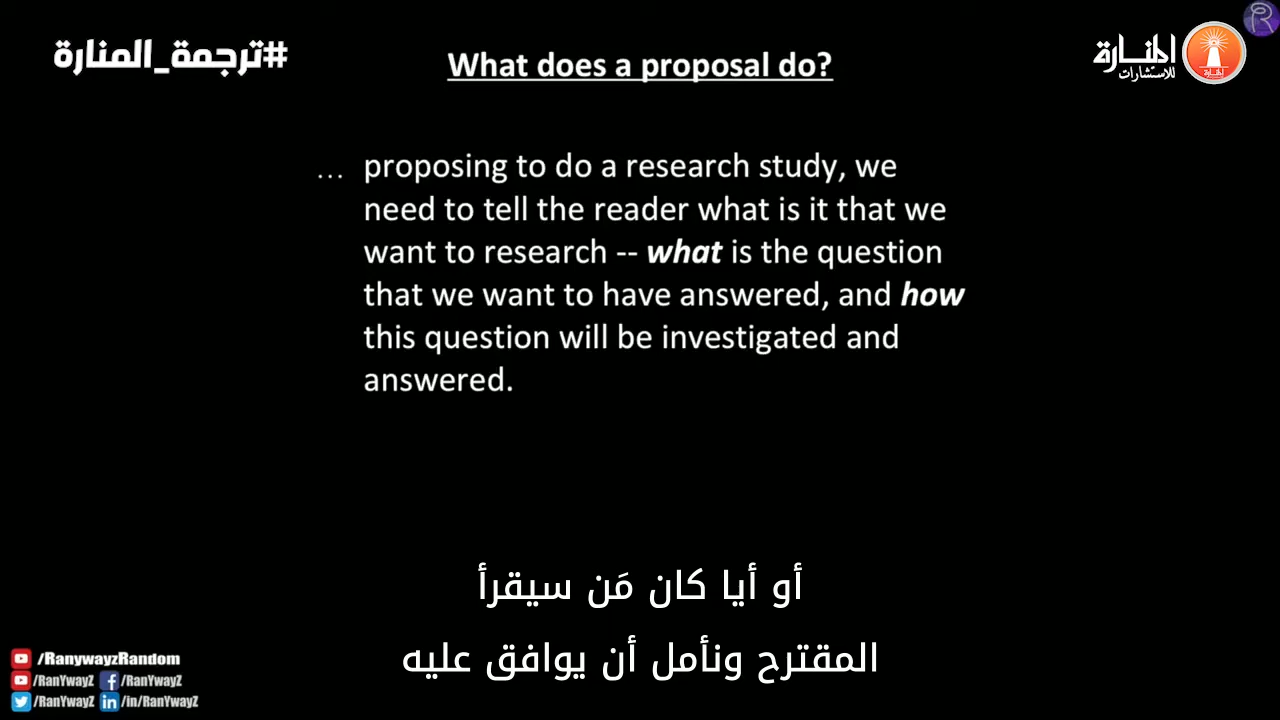 #ترجمة_المنارة
What does a proposal do?
المنارة
للاستشارات
R
… proposing to do a research study, we
need to tell the reader what is it that we
want to research -- what is the question
that we want to have answered, and how
this question will be investigated and
answered.
أو أيا كان مَن سيقرأ
المقترح ونأمل أن يوافق عليه
/RanywayzRandom
/RanYwayZ /RanYwayZ
/RanYwayZ /in/RanYwayZ